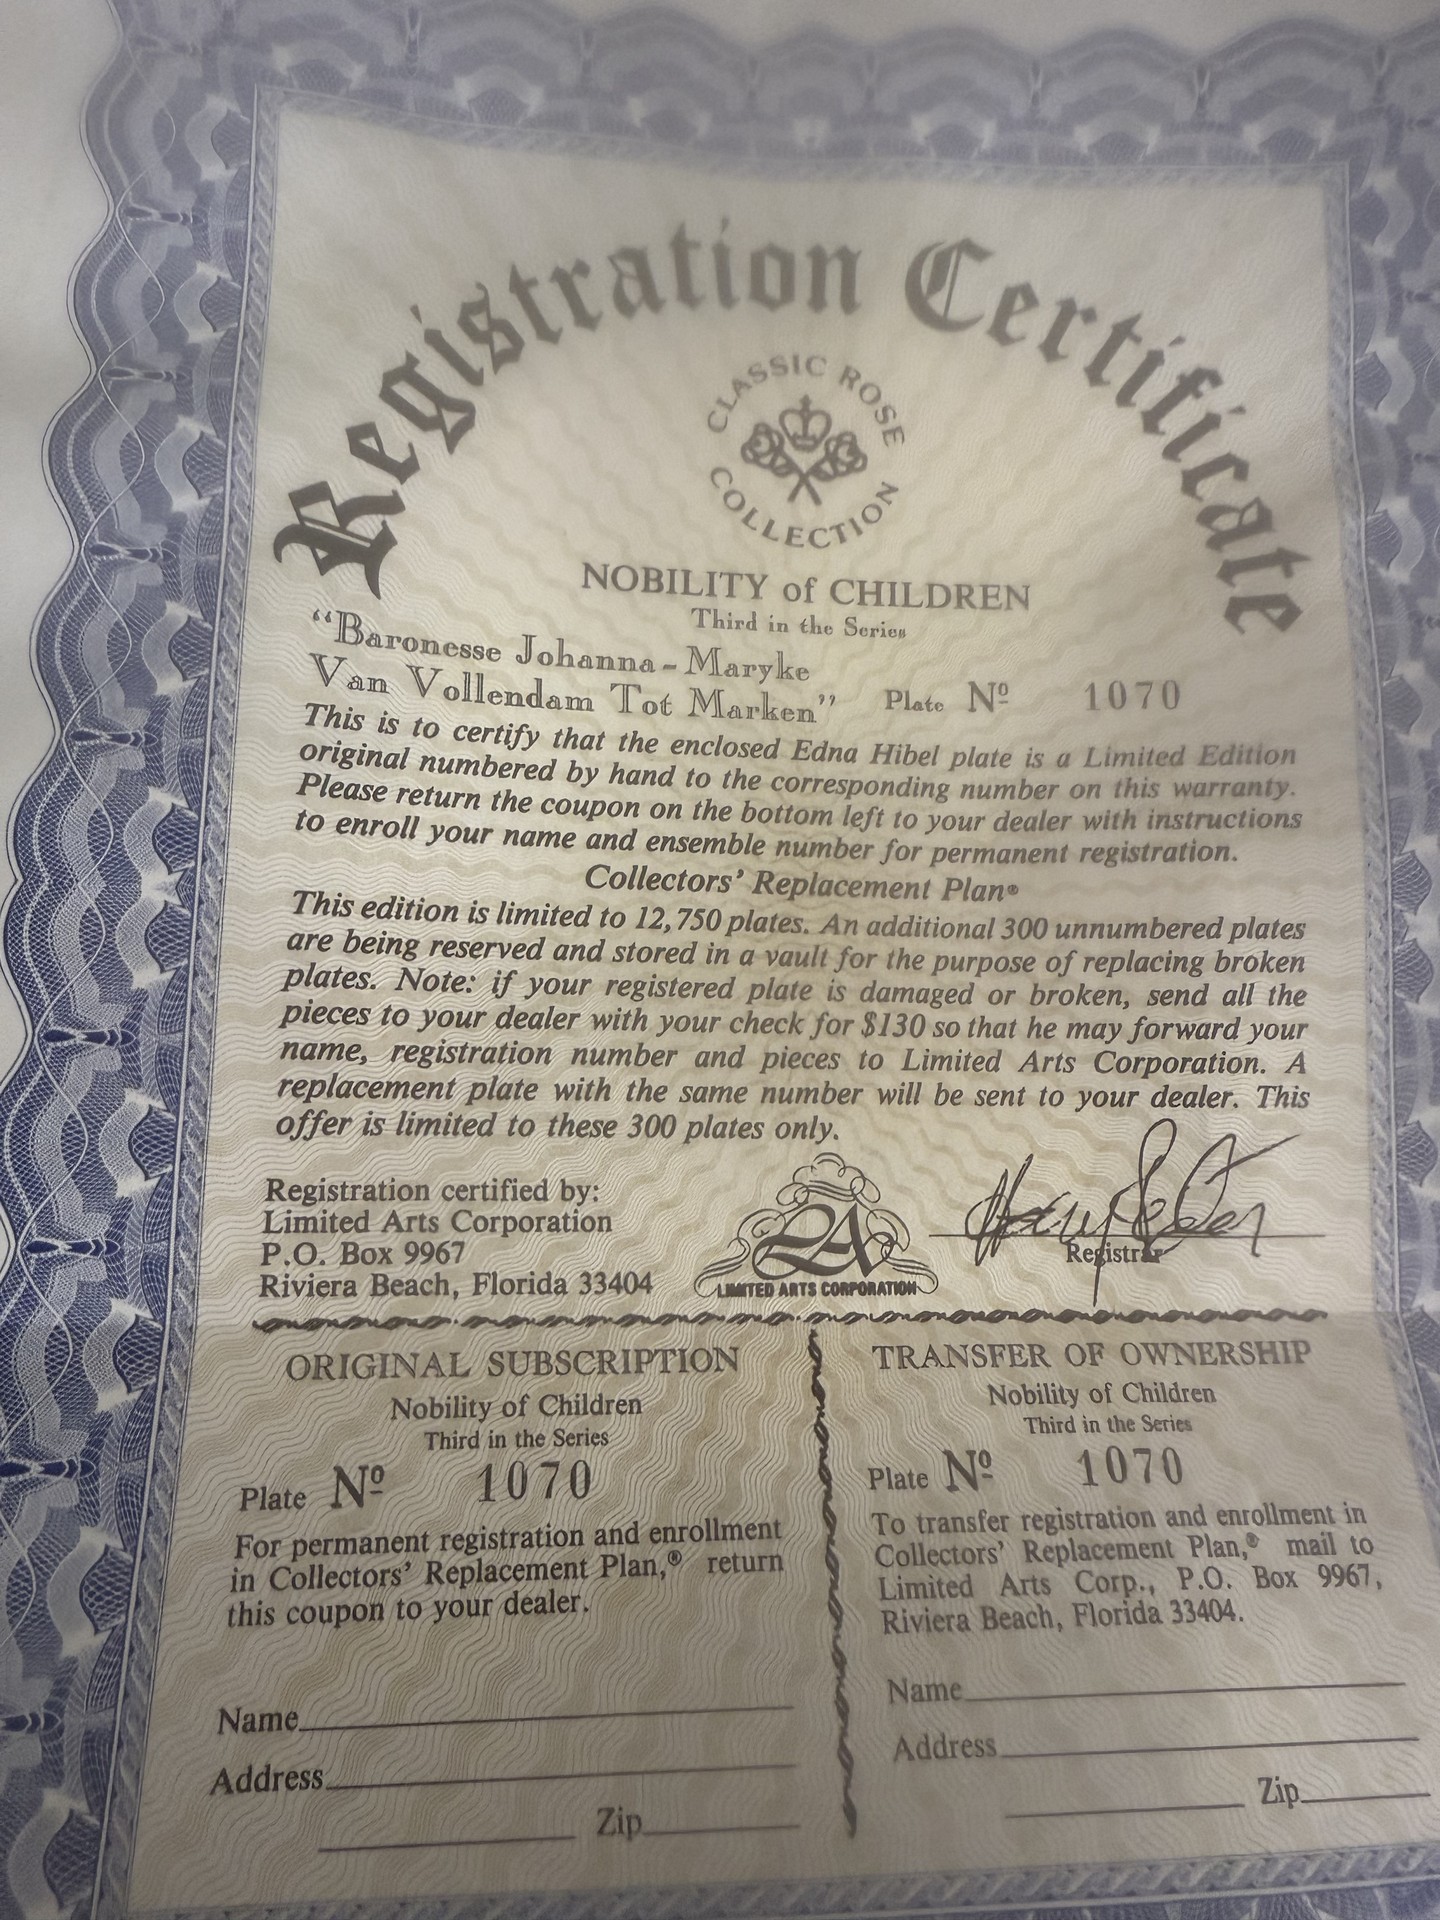 Registration Certificate
CLASSIC ROSE
COLLECTION
NOBILITY of CHILDREN
Third in the Series
“Baronesse Johanna-Maryke
Van Vollendam Tot Marken” Plate Nº 1070
This is to certify that the enclosed Edna Hibel plate is a Limited Edition
original numbered by hand to the corresponding number on this warranty.
Please return the coupon on the bottom left to your dealer with instructions
to enroll your name and ensemble number for permanent registration.
Collectors’ Replacement Plan®
This edition is limited to 12,750 plates. An additional 300 unnumbered plates
are being reserved and stored in a vault for the purpose of replacing broken
plates. Note: if your registered plate is damaged or broken, send all the
pieces to your dealer with your check for $130 so that he may forward your
name, registration number and pieces to Limited Arts Corporation. A
replacement plate with the same number will be sent to your dealer. This
offer is limited to these 300 plates only.
Registration certified by:
Limited Arts Corporation
P.O. Box 9967
Riviera Beach, Florida 33404
LA
LIMITED ARTS CORPORATION
Registrar
ORIGINAL SUBSCRIPTION
Nobility of Children
Third in the Series
Plate Nº 1070
For permanent registration and enrollment
in Collectors’ Replacement Plan,® return
this coupon to your dealer.
Name
Address
Zip
TRANSFER OF OWNERSHIP
Nobility of Children
Third in the Series
Plate Nº 1070
To transfer registration and enrollment in
Collectors’ Replacement Plan,® mail to
Limited Arts Corp., P.O. Box 9967,
Riviera Beach, Florida 33404.
Name
Address
Zip